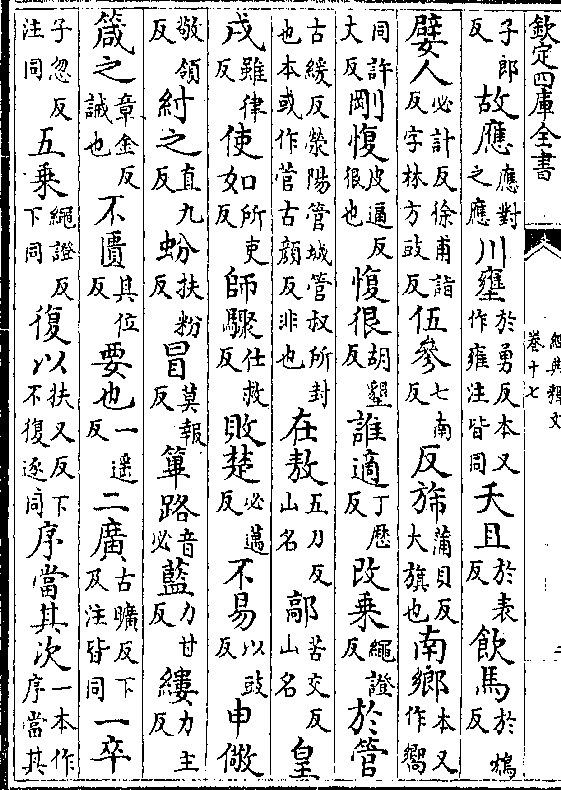 欽定四庫全書
經典釋文
卷十七
子郎反故應應對之應川壅於勇反本又作雍注皆同夭且於表反飲馬於鴆反
嬖人必計反徐甫詣反字林方豉反伍參七南反反斾蒲貝反大旗也南鄉本又作嚮
同許大反剛愎皮逼反很也愎很胡墾反誰適丁歷反改乗繩證反於管
古緩反滎陽管城管叔所封也本或作菅古顔反非也在敖五刀反山名鄗苦交反山名皇
戌雖律反使如所吏反師驟仕救反敗楚必邁反不易以豉反申儆
敬領反紂之直九反蚡扶粉反冒莫報反篳路音必藍力甘反縷力主反
箴之章金反誡也不匱其位反要也一遥反二廣古曠反下及注皆同一卒
子忽反注同五乗繩證反下同復以扶又反下不復逐同序當其次一本作序當其